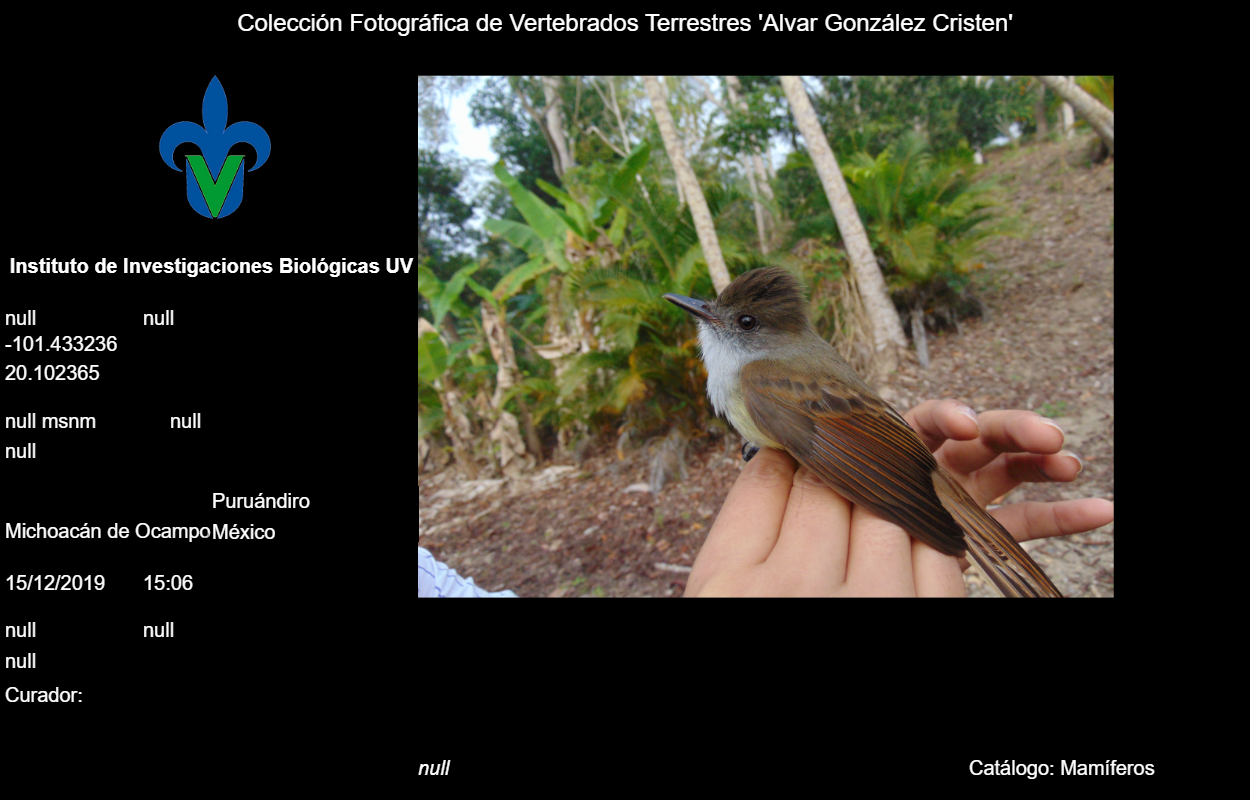 Colección Fotográfica de Vertebrados Terrestres 'Alvar González Cristen'
V
Instituto de Investigaciones Biológicas UV
null null
-101.433236
20.102365
null msnm null
null
Puruándiro
Michoacán de Ocampo México
15/12/2019 15:06
null null
null
Curador:
null Catálogo: Mamíferos